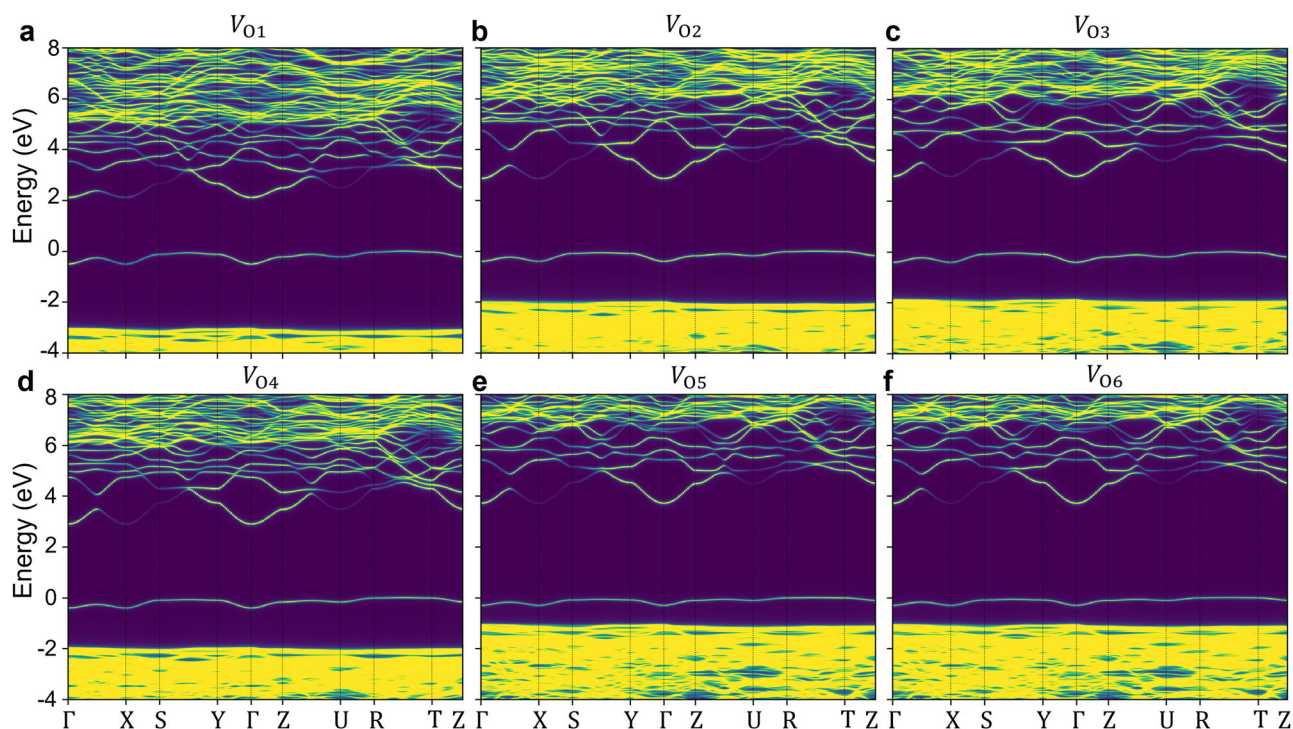 a V_O1 b V_O2 c V_O3
8
6
4
2
0
-2
-4
Energy (eV)
d V_O4 e V_O5 f V_O6
8
6
4
2
0
-2
-4
Energy (eV)
Γ X S Y Γ Z U R T Z Γ X S Y Γ Z U R T Z Γ X S Y Γ Z U R T Z